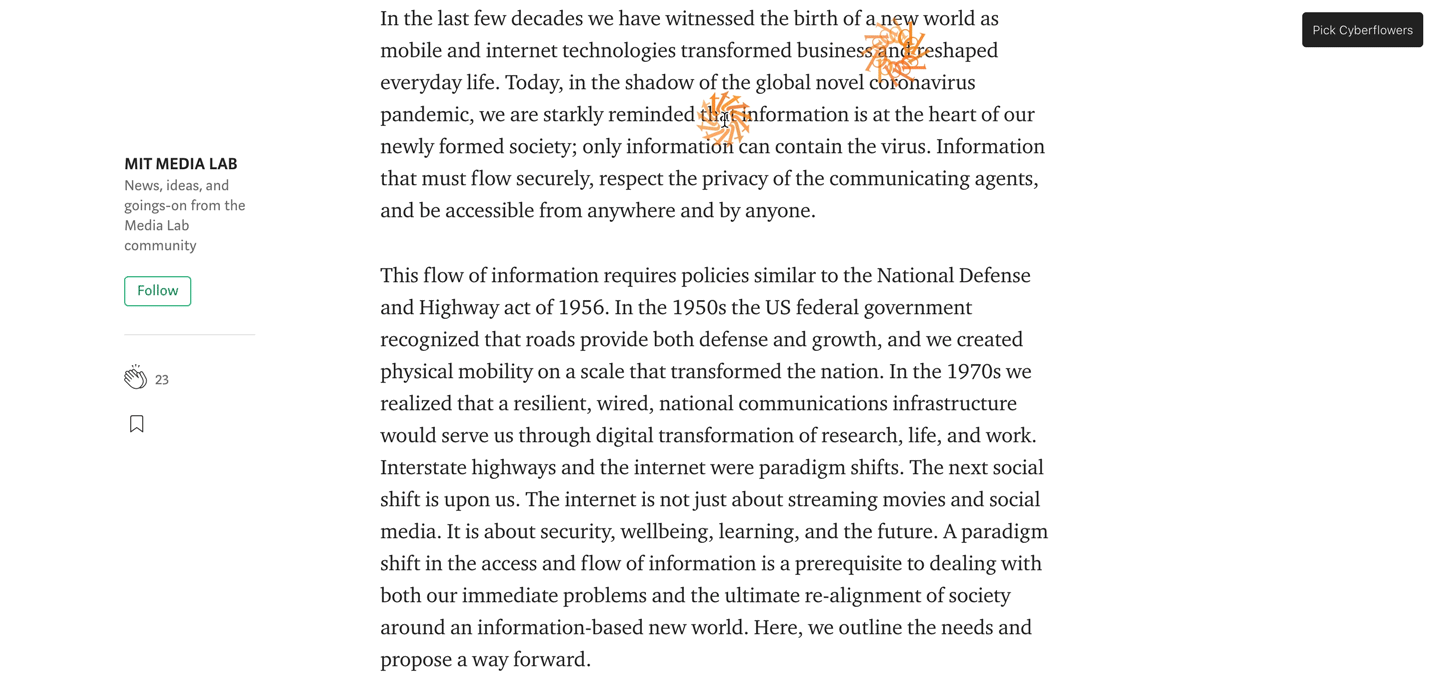 Pick Cyberflowers
MIT MEDIA LAB
News, ideas, and
goings-on from the
Media Lab
community
Follow
23
In the last few decades we have witnessed the birth of a new world as
mobile and internet technologies transformed business and reshaped
everyday life. Today, in the shadow of the global novel coronavirus
pandemic, we are starkly reminded that information is at the heart of our
newly formed society; only information can contain the virus. Information
that must flow securely, respect the privacy of the communicating agents,
and be accessible from anywhere and by anyone.
This flow of information requires policies similar to the National Defense
and Highway act of 1956. In the 1950s the US federal government
recognized that roads provide both defense and growth, and we created
physical mobility on a scale that transformed the nation. In the 1970s we
realized that a resilient, wired, national communications infrastructure
would serve us through digital transformation of research, life, and work.
Interstate highways and the internet were paradigm shifts. The next social
shift is upon us. The internet is not just about streaming movies and social
media. It is about security, wellbeing, learning, and the future. A paradigm
shift in the access and flow of information is a prerequisite to dealing with
both our immediate problems and the ultimate re-alignment of society
around an information-based new world. Here, we outline the needs and
propose a way forward.